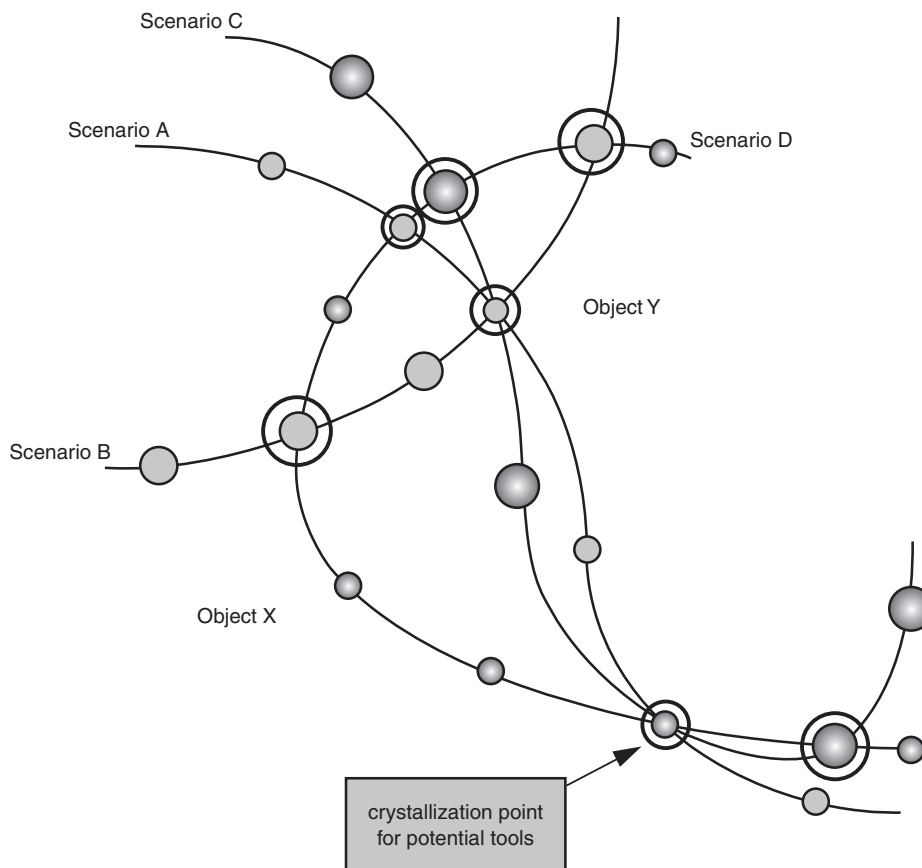 Scenario C
Scenario A
Scenario D
Object Y
Scenario B
Object X
crystallization point
for potential tools